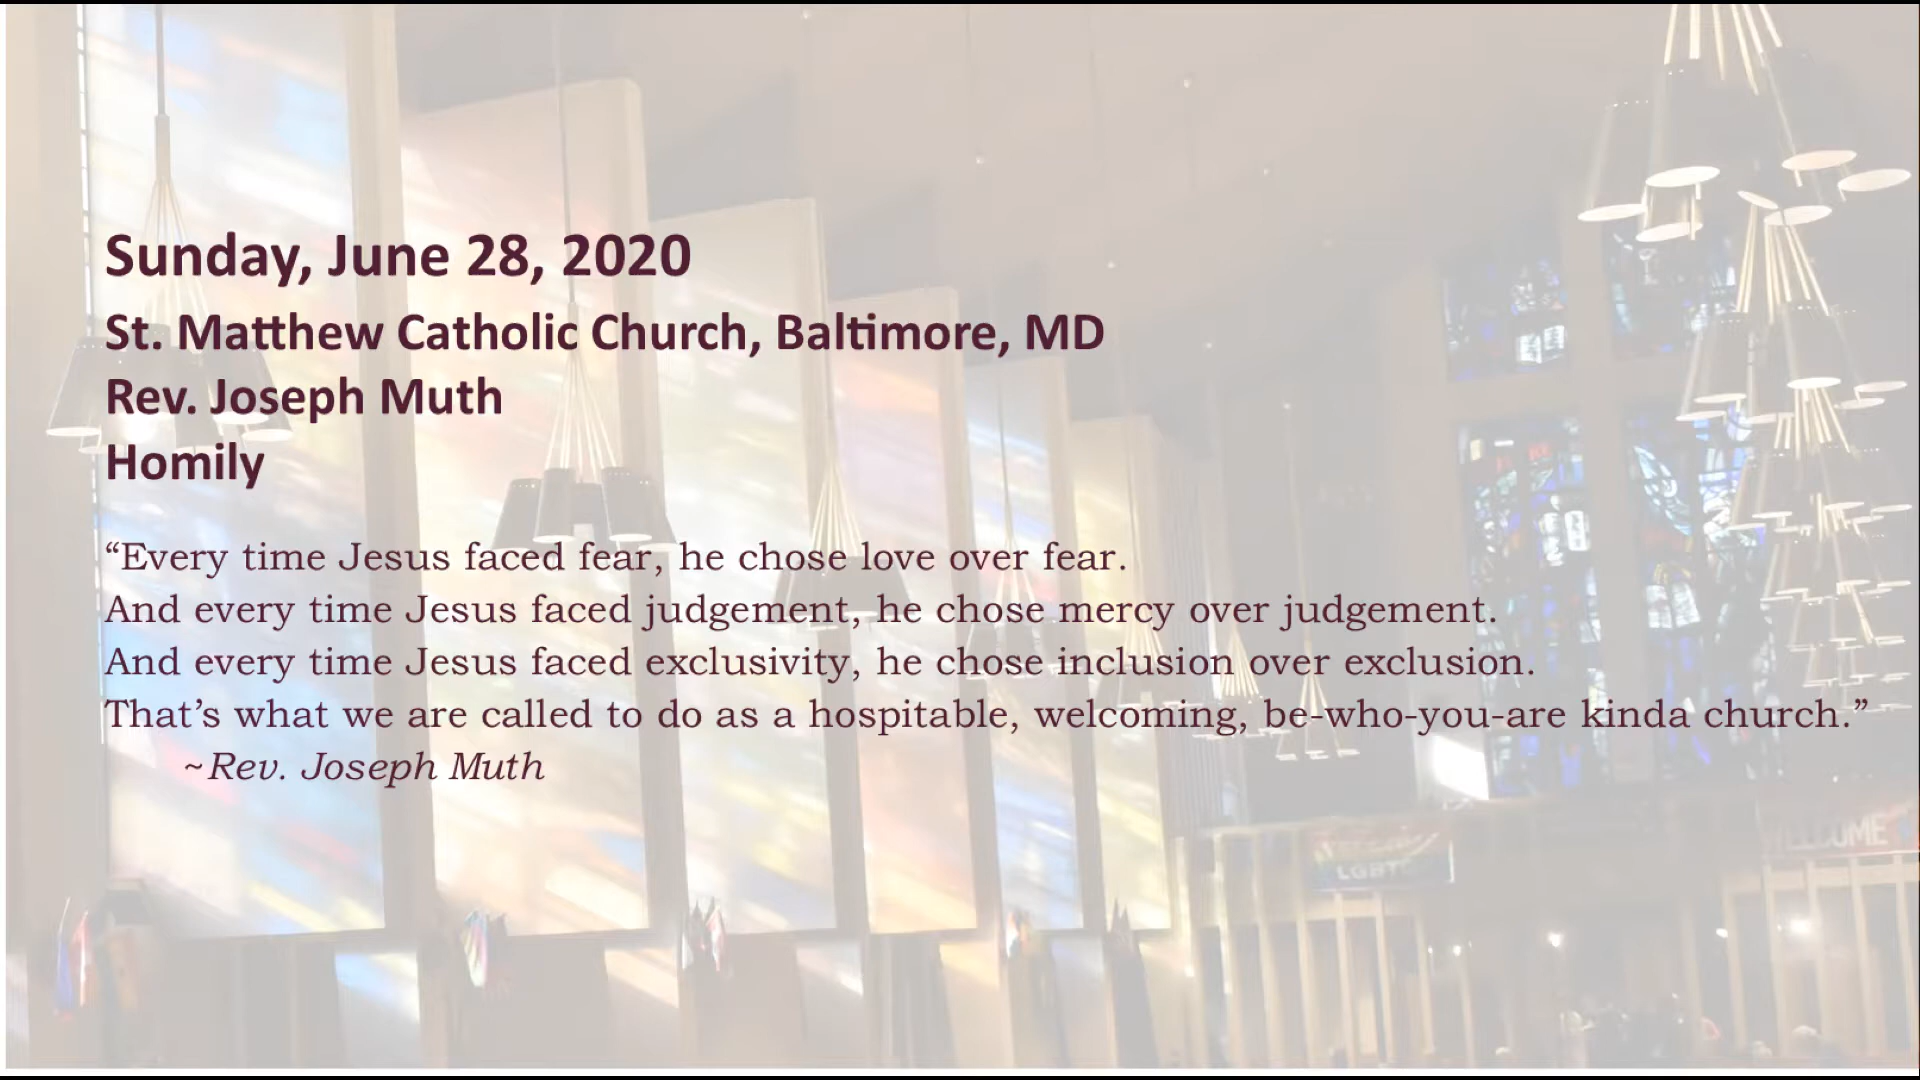 Sunday, June 28, 2020
St. Matthew Catholic Church, Baltimore, MD
Rev. Joseph Muth
Homily
“Every time Jesus faced fear, he chose love over fear.
And every time Jesus faced judgement, he chose mercy over judgement.
And every time Jesus faced exclusivity, he chose inclusion over exclusion.
That’s what we are called to do as a hospitable, welcoming, be-who-you-are kinda church.”
~Rev. Joseph Muth
WELCOME